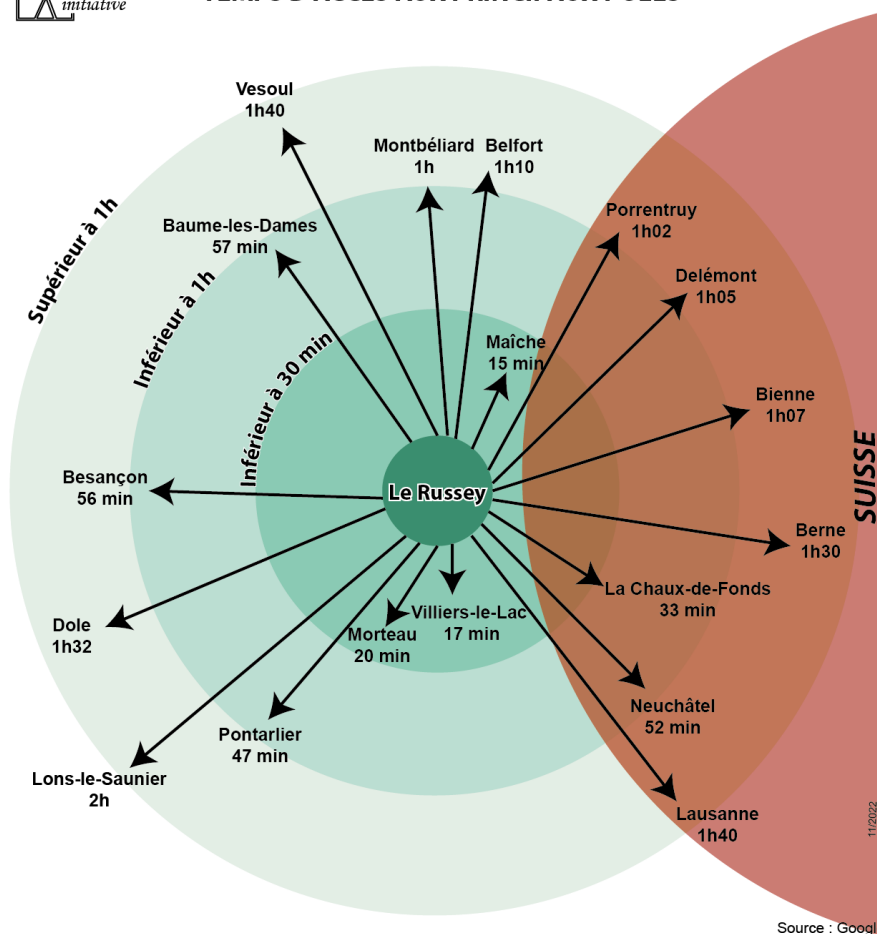 initiative
Vesoul
1h40
Montbéliard
1h
Belfort
1h10
Porrentruy
1h02
Baume-les-Dames
57 min
Supérieur à 1h
Inférieur à 1h
Inférieur à 30 min
Delémont
1h05
Maîche
15 min
Bienne
1h07
SUISSE
Besançon
56 min
Le Russey
Berne
1h30
La Chaux-de-Fonds
33 min
Villiers-le-Lac
17 min
Morteau
20 min
Dole
1h32
Neuchâtel
52 min
Pontarlier
47 min
Lons-le-Saunier
2h
Lausanne
1h40
11/2022
Source : Googl